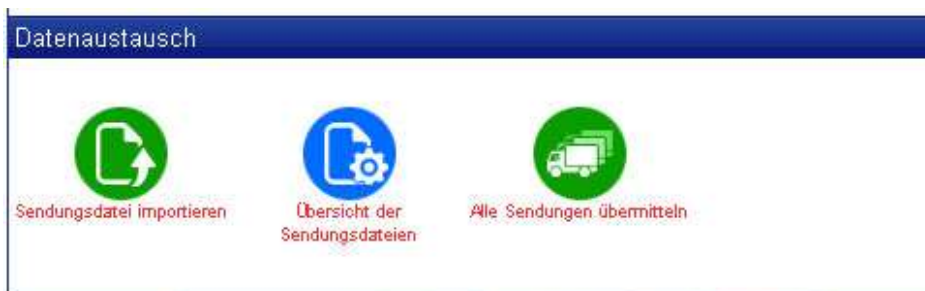 Datenaustausch
Sendungsdatei importieren
Übersicht der
Sendungsdateien
Alle Sendungen übermitteln